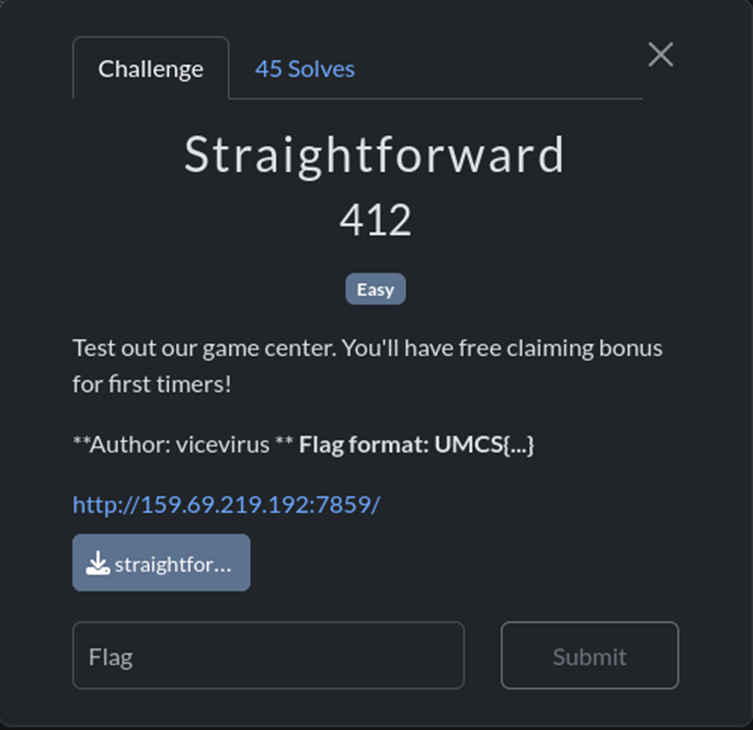 Challenge
45 Solves
Straightforward
412
Easy
Test out our game center. You'll have free claiming bonus
for first timers!
**Author: vicevirus ** Flag format: UMCS{...}
http://159.69.219.192:7859/
straightfor...
Flag
Submit